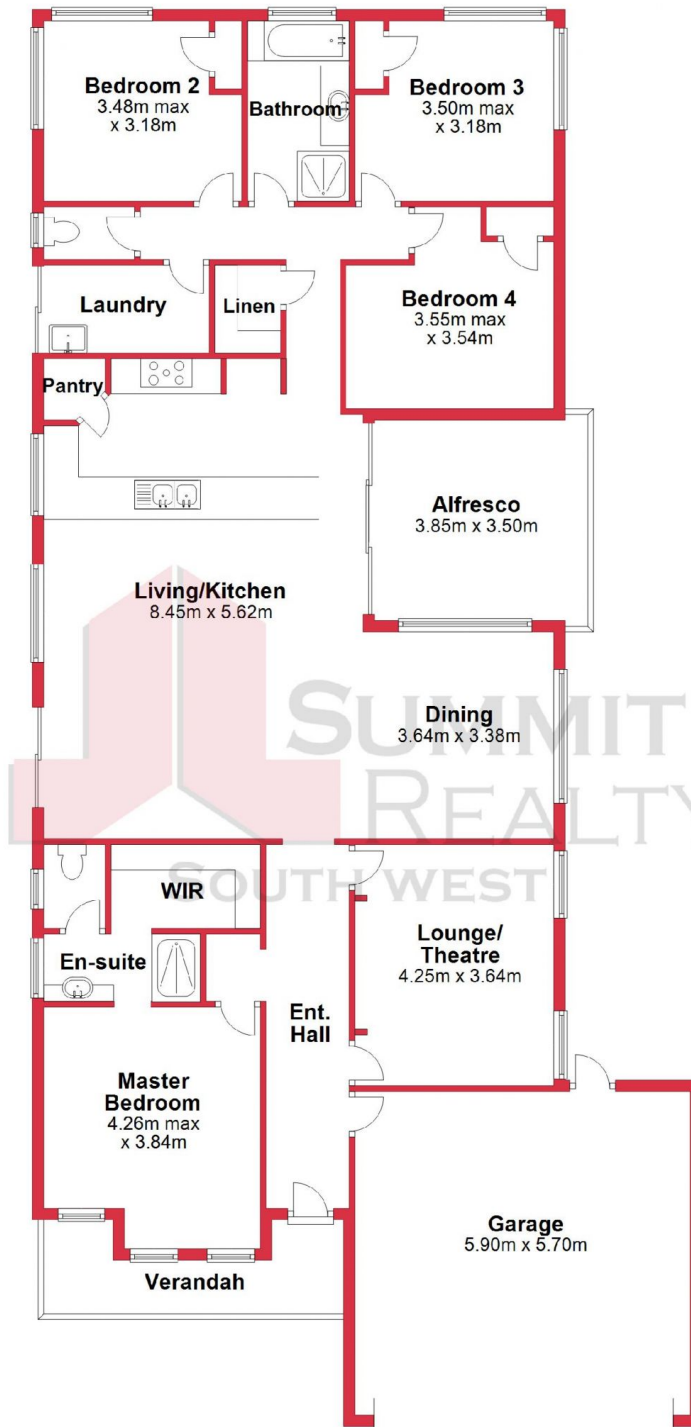 Bedroom 2
3.48m max
x 3.18m
Bathroom
Bedroom 3
3.50m max
x 3.18m
Laundry
Linen
Bedroom 4
3.55m max
x 3.54m
Pantry
Alfresco
3.85m x 3.50m
Living/Kitchen
8.45m x 5.62m
SUMMIT
REALTY
SOUTH WEST
Dining
3.64m x 3.38m
WIR
En-suite
Lounge/
Theatre
4.25m x 3.64m
Ent.
Hall
Master
Bedroom
4.26m max
x 3.84m
Garage
5.90m x 5.70m
Verandah